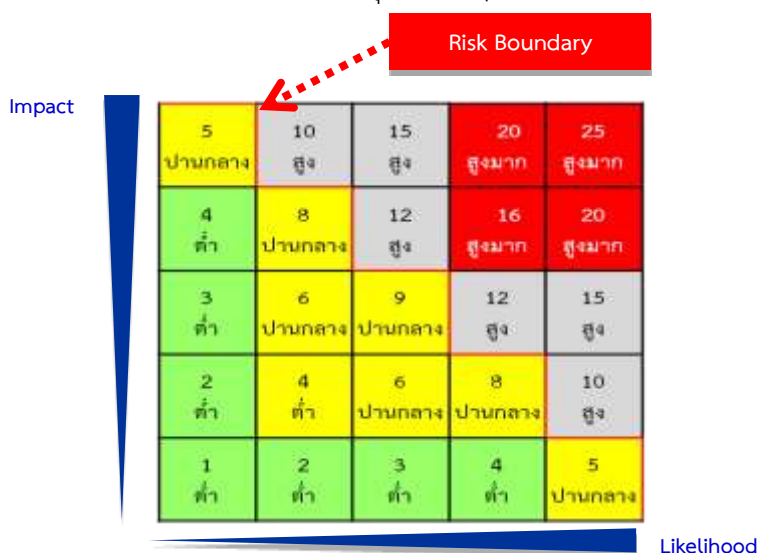 Risk Boundary
Impact
5 10 15 20 25
ปานกลาง สูง สูง สูงมาก สูงมาก
4 8 12 16 20
ต่ำ ปานกลาง สูง สูงมาก สูงมาก
3 6 9 12 15
ต่ำ ปานกลาง ปานกลาง สูง สูง
2 4 6 8 10
ต่ำ ต่ำ ปานกลาง ปานกลาง สูง
1 2 3 4 5
ต่ำ ต่ำ ต่ำ ต่ำ ปานกลาง
Likelihood